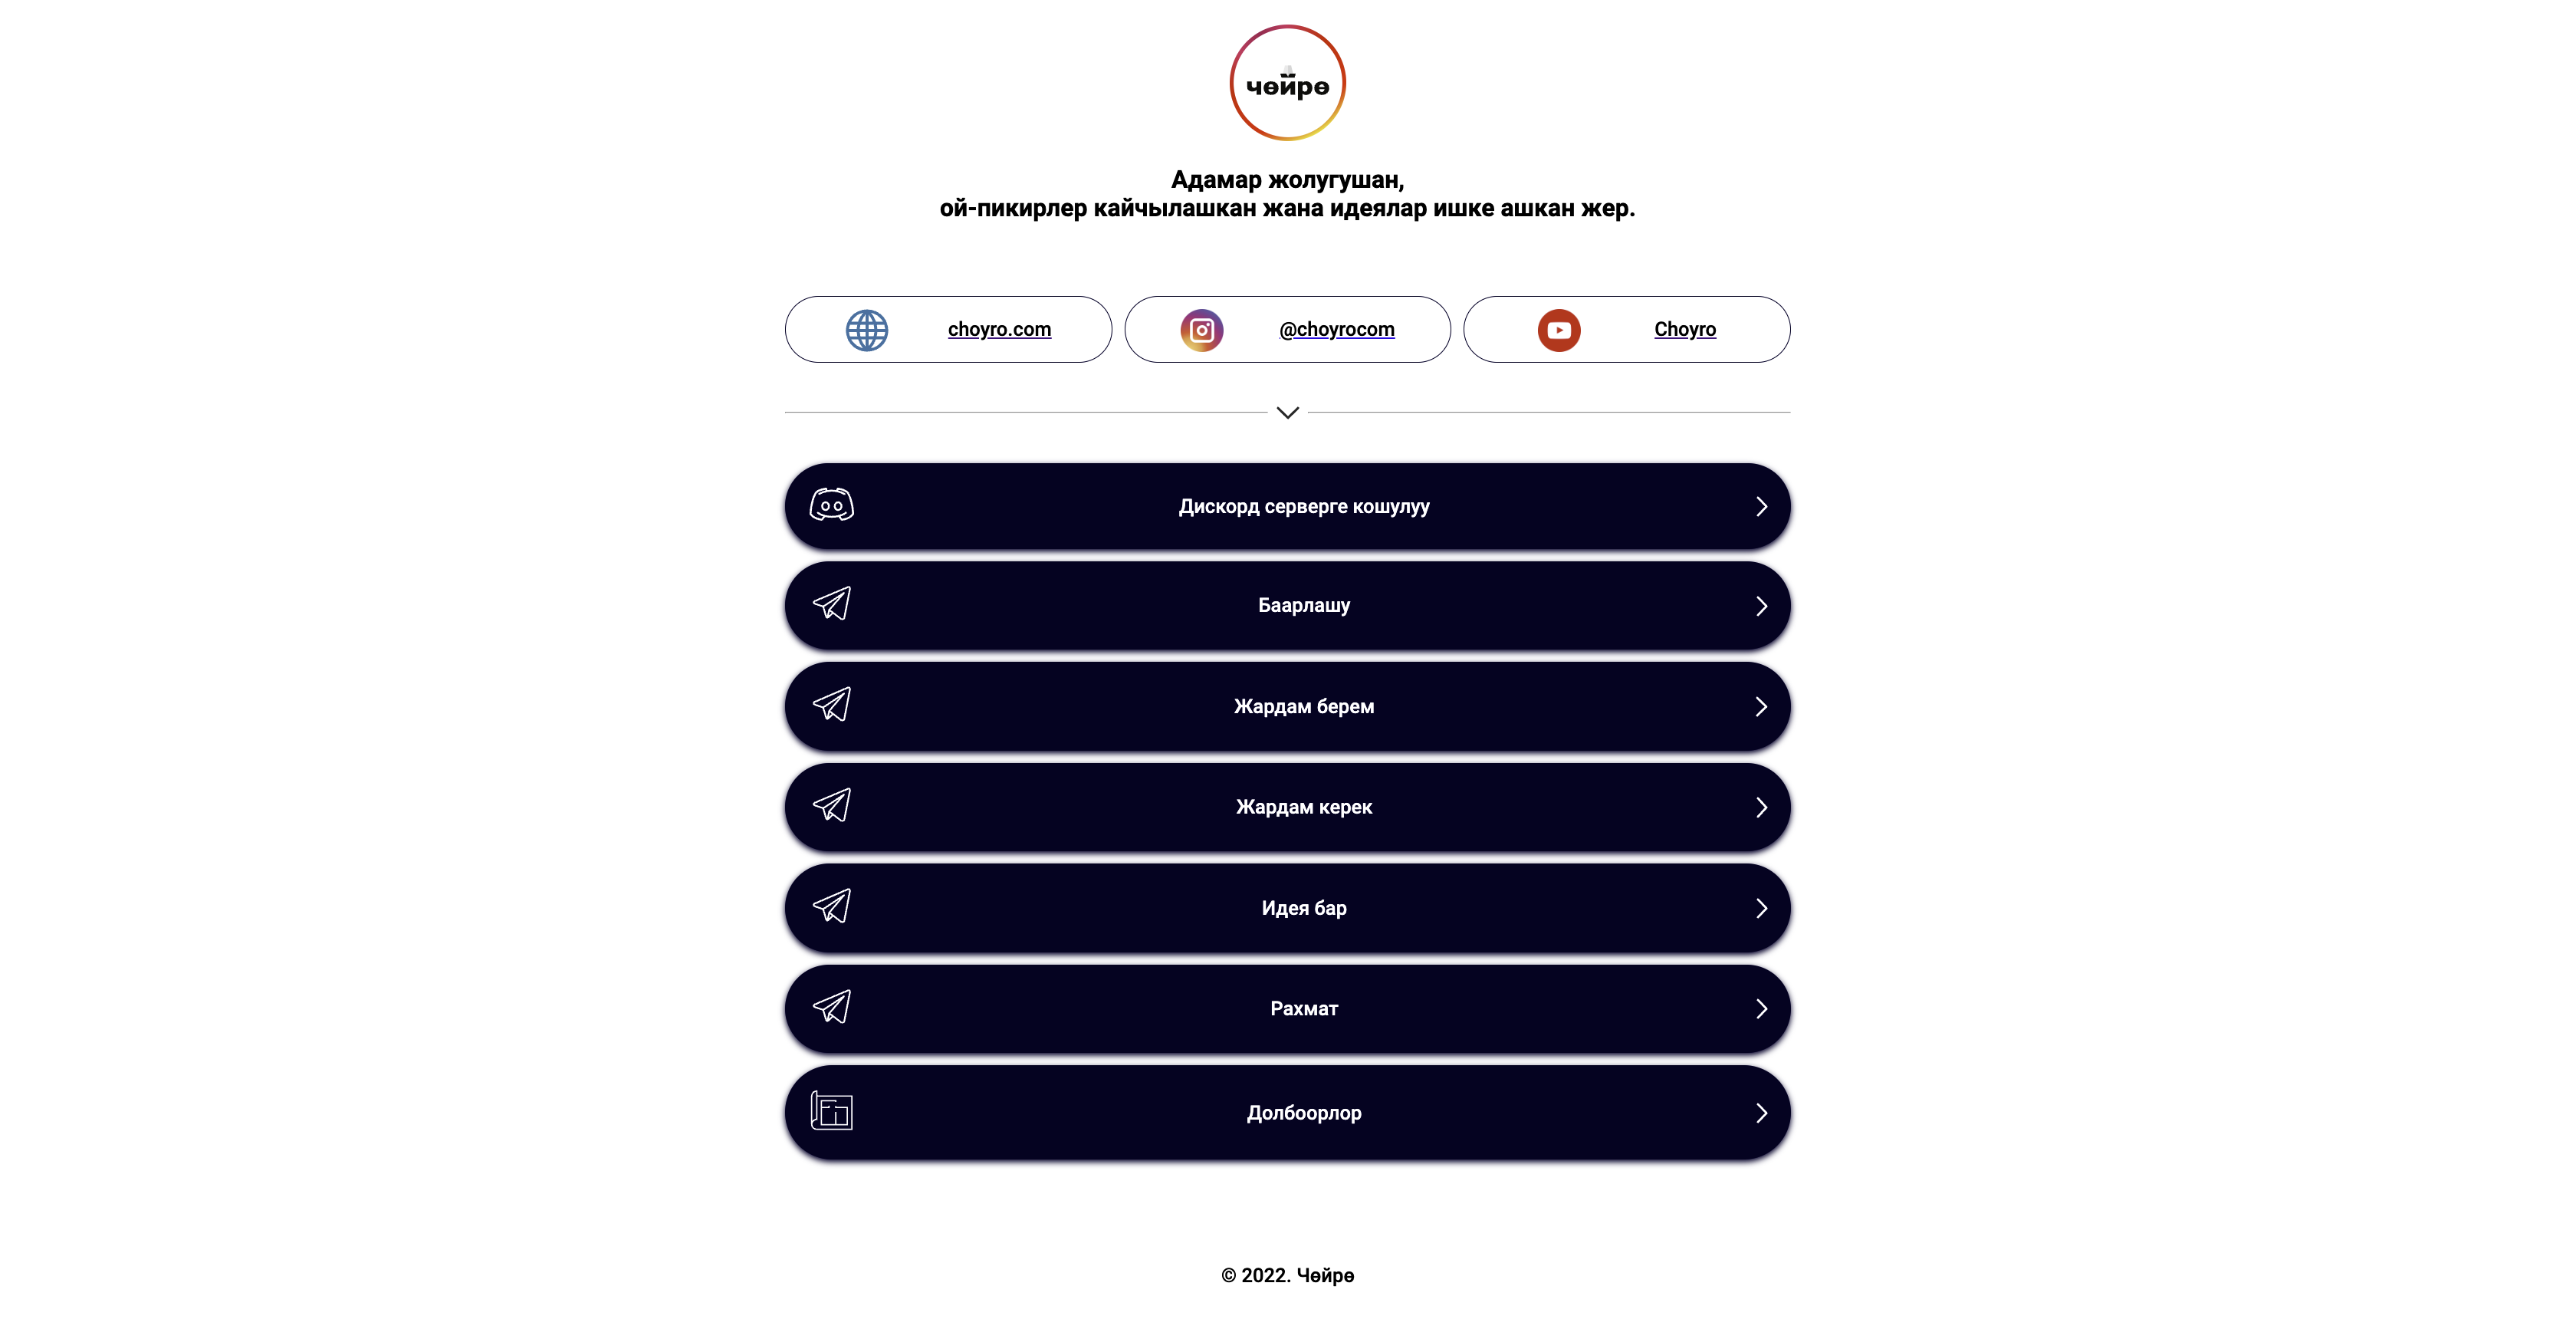 чөйрө
Адамар жолугушан,
ой-пикирлер кайчылашкан жана идеялар ишке ашкан жер.
choyro.com
@choyrocom
Choyro
Дискорд серверге кошулуу
Баарлашу
Жардам берем
Жардам керек
Идея бар
Рахмат
Долбоорлор
© 2022. Чөйрө